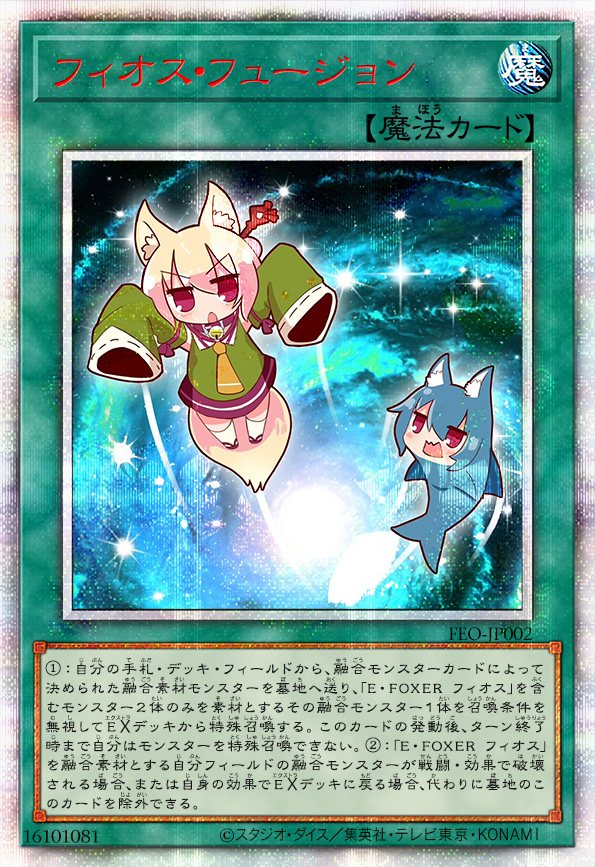 フィオス・フュージョン
魔
【魔法カード】
FEO-JP002
①：自分の手札・デッキ・フィールドから、融合モンスターカードによって
決められた融合素材モンスターを墓地へ送り、「E・FOXER フィオス」を含
むモンスター2体のみを素材とするその融合モンスター1体を召喚条件を
無視してEXデッキから特殊召喚する。このカードの発動後、ターン終了
時まで自分はモンスターを特殊召喚できない。②：「E・FOXER フィオス」
を融合素材とする自分フィールドの融合モンスターが戦闘・効果で破壊
される場合、または自身の効果でEXデッキに戻る場合、代わりに墓地のこ
のカードを除外できる。
16101081 ©スタジオ・ダイス／集英社・テレビ東京・KONAMI